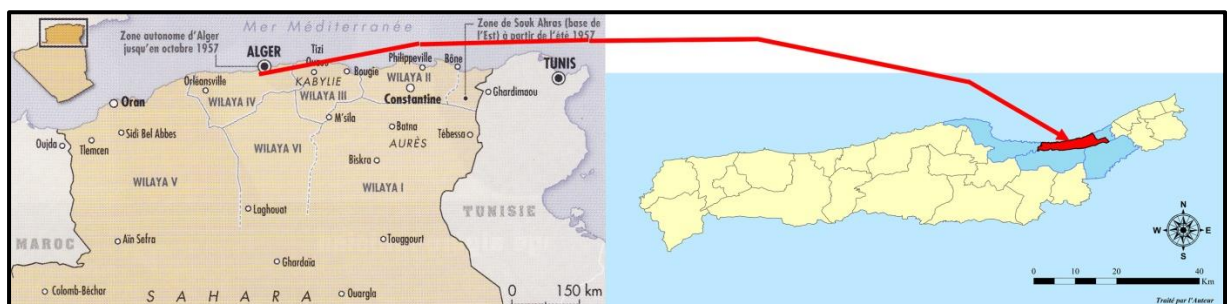 Mer Méditerranée
Zone autonome d'Alger
jusqu'en octobre 1957
Zone de Souk Ahras (base de
l'Est) à partir de l'été 1957
ALGER
Tizi
Ouzou
Bougie
Philippeville
Bône
TUNIS
Orléansville
KABYLIE
WILAYA II
Constantine
Ghardimaou
Oran
WILAYA IV
WILAYA III
M'sila
Sidi Bel Abbes
Batna
AURÈS
Tébessa
Oujda
Tlemcen
WILAYA VI
Biskra
WILAYA V
WILAYA I
Laghouat
TUNISIE
MAROC
Aïn Sefra
Touggourt
Ghardaïa
Colomb-Béchar
SAHARA
Ouargla
0 150 km
N
W E
S
0 10 20 40
Km
Traité par l'Auteur